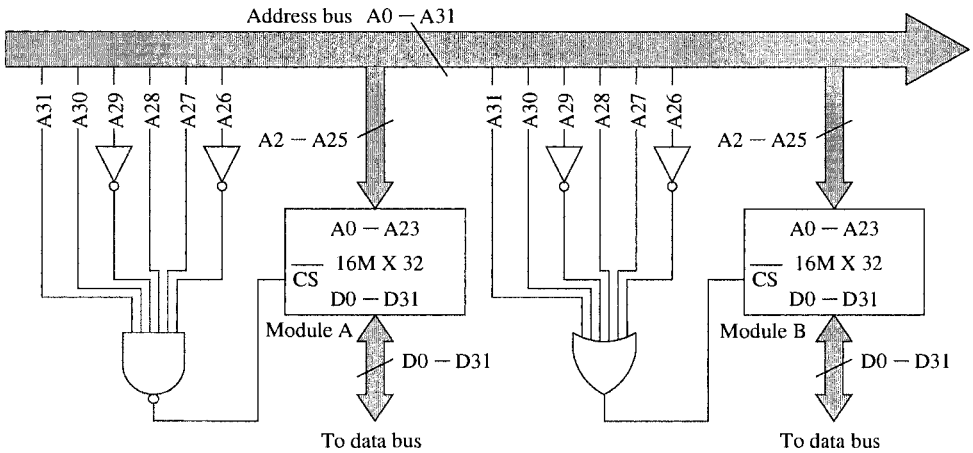 Address bus A0 – A31
A31 A30 A29 A28 A27 A26
A31 A30 A29 A28 A27 A26
A2 – A25
A2 – A25
A0 – A23
16M X 32
CS
D0 – D31
Module A
D0 – D31
To data bus
A0 – A23
16M X 32
CS
D0 – D31
Module B
D0 – D31
To data bus